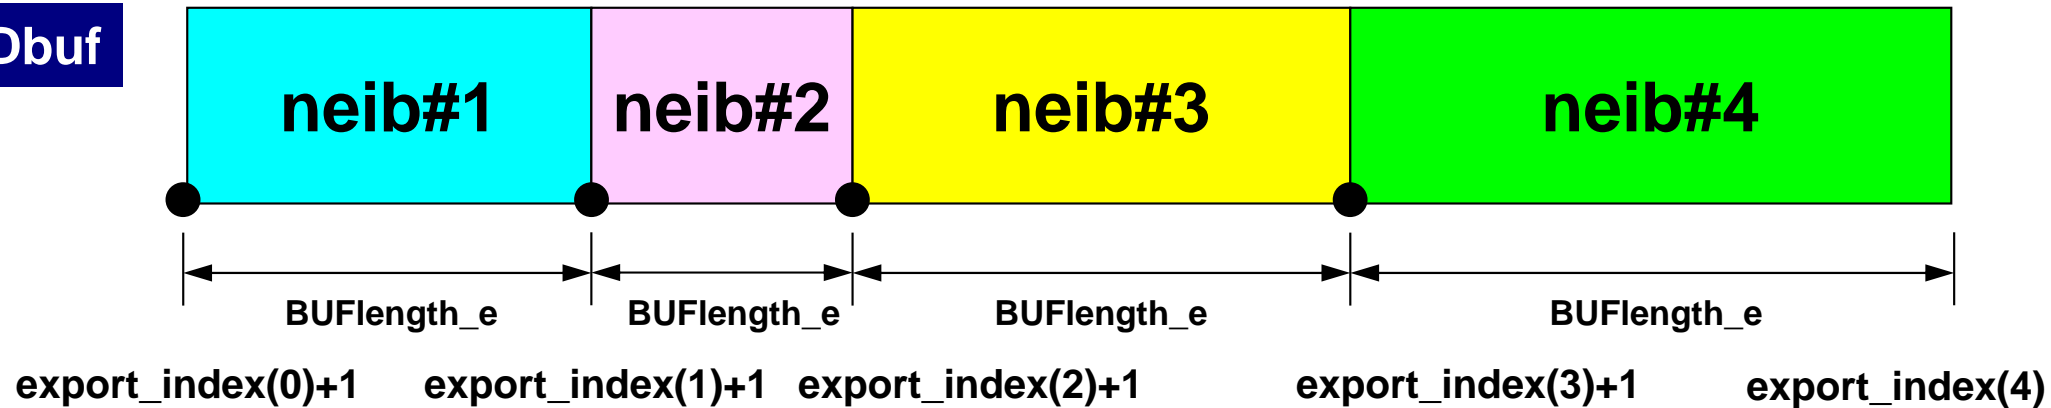 Dbuf
neib#1 neib#2 neib#3 neib#4
BUFlength_e BUFlength_e BUFlength_e BUFlength_e
export_index(0)+1 export_index(1)+1 export_index(2)+1 export_index(3)+1 export_index(4)